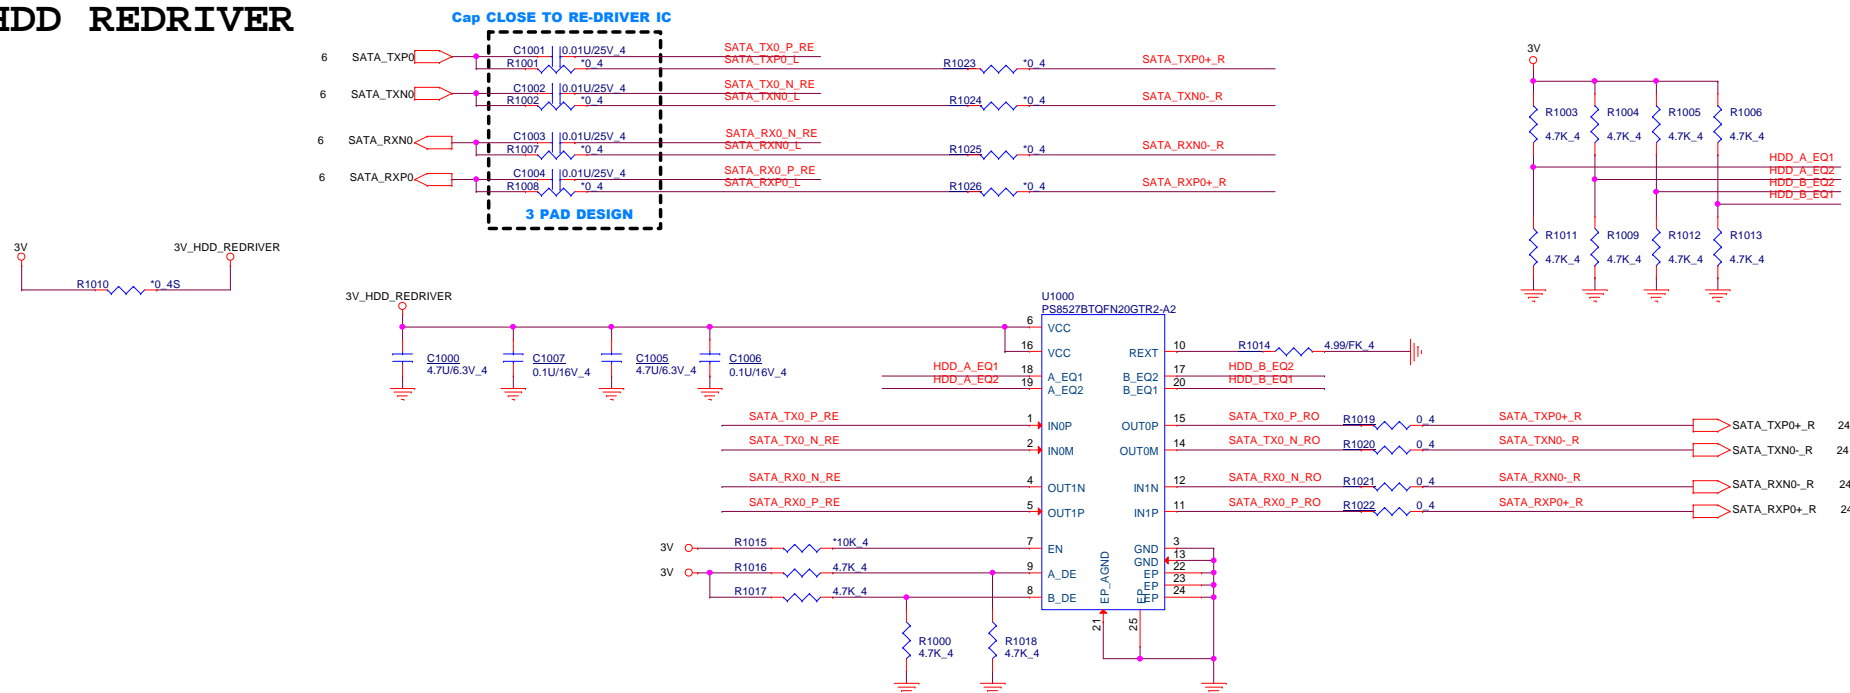 HDD REDRIVER
Cap CLOSE TO RE-DRIVER IC
6 SATA_TXP0 C1001 0.01U/25V_4 SATA_TX0_P_RE
R1001 *0_4 SATA_TXP0_L R1023 *0_4 SATA_TXP0+_R
6 SATA_TXN0 C1002 0.01U/25V_4 SATA_TX0_N_RE
R1002 *0_4 SATA_TXN0_L R1024 *0_4 SATA_TXN0-_R
6 SATA_RXN0 C1003 0.01U/25V_4 SATA_RX0_N_RE
R1007 *0_4 SATA_RXN0_L R1025 *0_4 SATA_RXN0-_R
6 SATA_RXP0 C1004 0.01U/25V_4 SATA_RX0_P_RE
R1008 *0_4 SATA_RXP0_L R1026 *0_4 SATA_RXP0+_R
3 PAD DESIGN
3V
R1003 R1004 R1005 R1006
4.7K_4 4.7K_4 4.7K_4 4.7K_4
HDD_A_EQ1
HDD_A_EQ2
HDD_B_EQ2
HDD_B_EQ1
R1011 R1009 R1012 R1013
4.7K_4 4.7K_4 4.7K_4 4.7K_4
3V 3V_HDD_REDRIVER
R1010 *0_4S
3V_HDD_REDRIVER
C1000 C1007 C1005 C1006
4.7U/6.3V_4 0.1U/16V_4 4.7U/6.3V_4 0.1U/16V_4
U1000
PS8527BTQFN20GTR2-A2
6 VCC
16 VCC REXT 10 R1014 4.99/FK_4
HDD_A_EQ1 18 A_EQ1 B_EQ2 17 HDD_B_EQ2
HDD_A_EQ2 19 A_EQ2 B_EQ1 20 HDD_B_EQ1
SATA_TX0_P_RE 1 IN0P OUT0P 15 SATA_TX0_P_RO R1019 0_4 SATA_TXP0+_R SATA_TXP0+_R 24
SATA_TX0_N_RE 2 IN0M OUT0M 14 SATA_TX0_N_RO R1020 0_4 SATA_TXN0-_R SATA_TXN0-_R 24
SATA_RX0_N_RE 4 OUT1N IN1N 12 SATA_RX0_N_RO R1021 0_4 SATA_RXN0-_R SATA_RXN0-_R 24
SATA_RX0_P_RE 5 OUT1P IN1P 11 SATA_RX0_P_RO R1022 0_4 SATA_RXP0+_R SATA_RXP0+_R 24
3V R1015 *10K_4 7 EN GND 3
GND 13
3V R1016 4.7K_4 9 A_DE EP 22
EP 23
R1017 4.7K_4 8 B_DE EP 24
EP_AGND EP
21 25
R1000 R1018
4.7K_4 4.7K_4